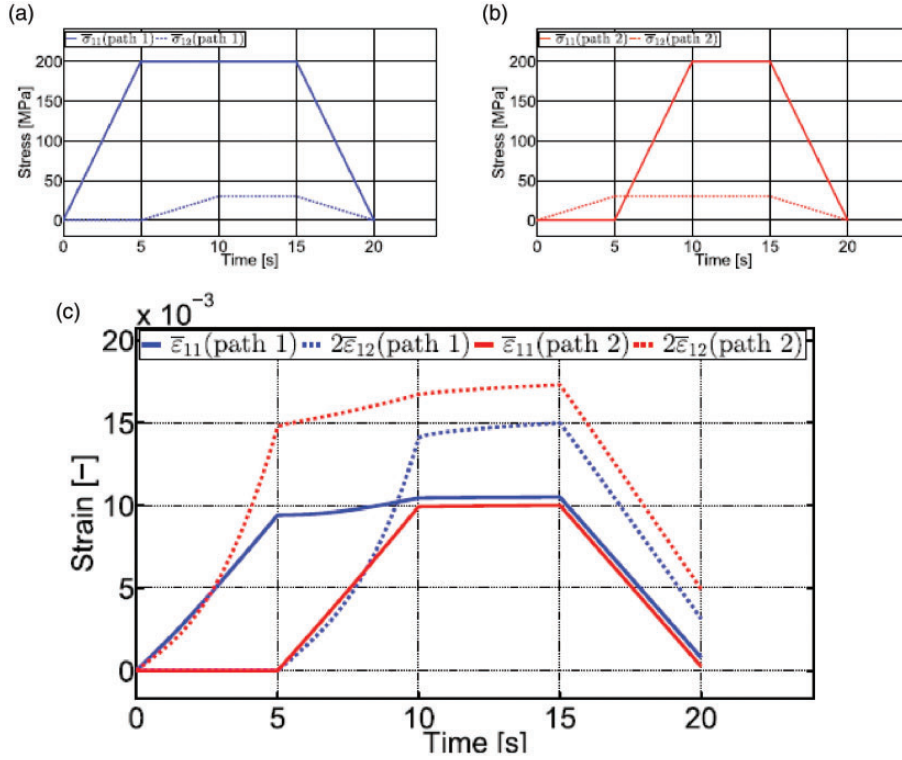 (a)
σ̅₁₁(path 1) σ̅₁₂(path 1)
200
150
100
50
0
Stress [MPa]
0 5 10 15 20
Time [s]
(b)
σ̅₁₁(path 2) σ̅₁₂(path 2)
200
150
100
50
0
Stress [MPa]
0 5 10 15 20
Time [s]
(c)
x 10⁻³
ε̅₁₁(path 1) 2ε̅₁₂(path 1) ε̅₁₁(path 2) 2ε̅₁₂(path 2)
20
15
10
5
0
Strain [−]
0 5 10 15 20
Time [s]